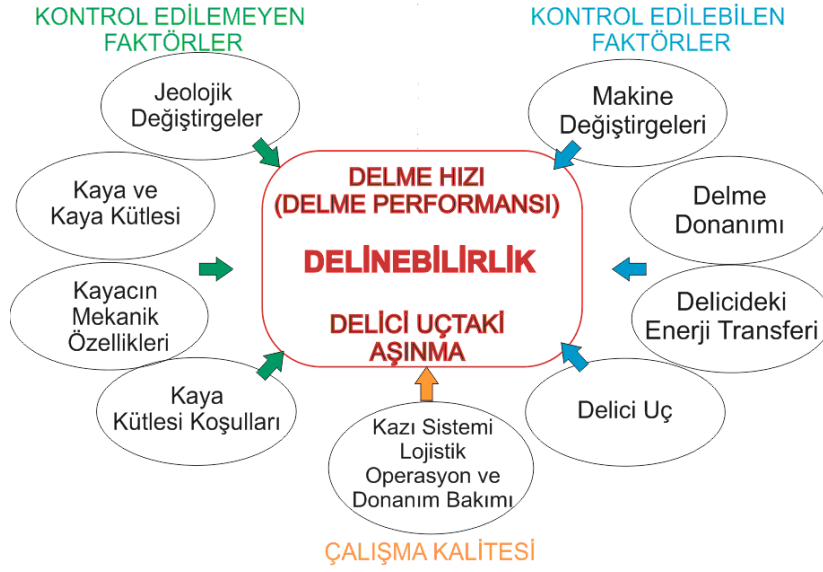 KONTROL EDİLEMEYEN
FAKTÖRLER
KONTROL EDİLEBİLEN
FAKTÖRLER
Jeolojik
Değiştirgeler
Kaya ve
Kaya Kütlesi
Kayacın
Mekanik
Özellikleri
Kaya
Kütlesi Koşulları
DELME HIZI
(DELME PERFORMANSI)
DELİNEBİLİRLİK
DELİCİ UÇTAKİ
AŞINMA
Makine
Değiştirgeleri
Delme
Donanımı
Delicideki
Enerji Transferi
Delici Uç
Kazı Sistemi
Lojistik
Operasyon ve
Donanım Bakımı
ÇALIŞMA KALİTESİ